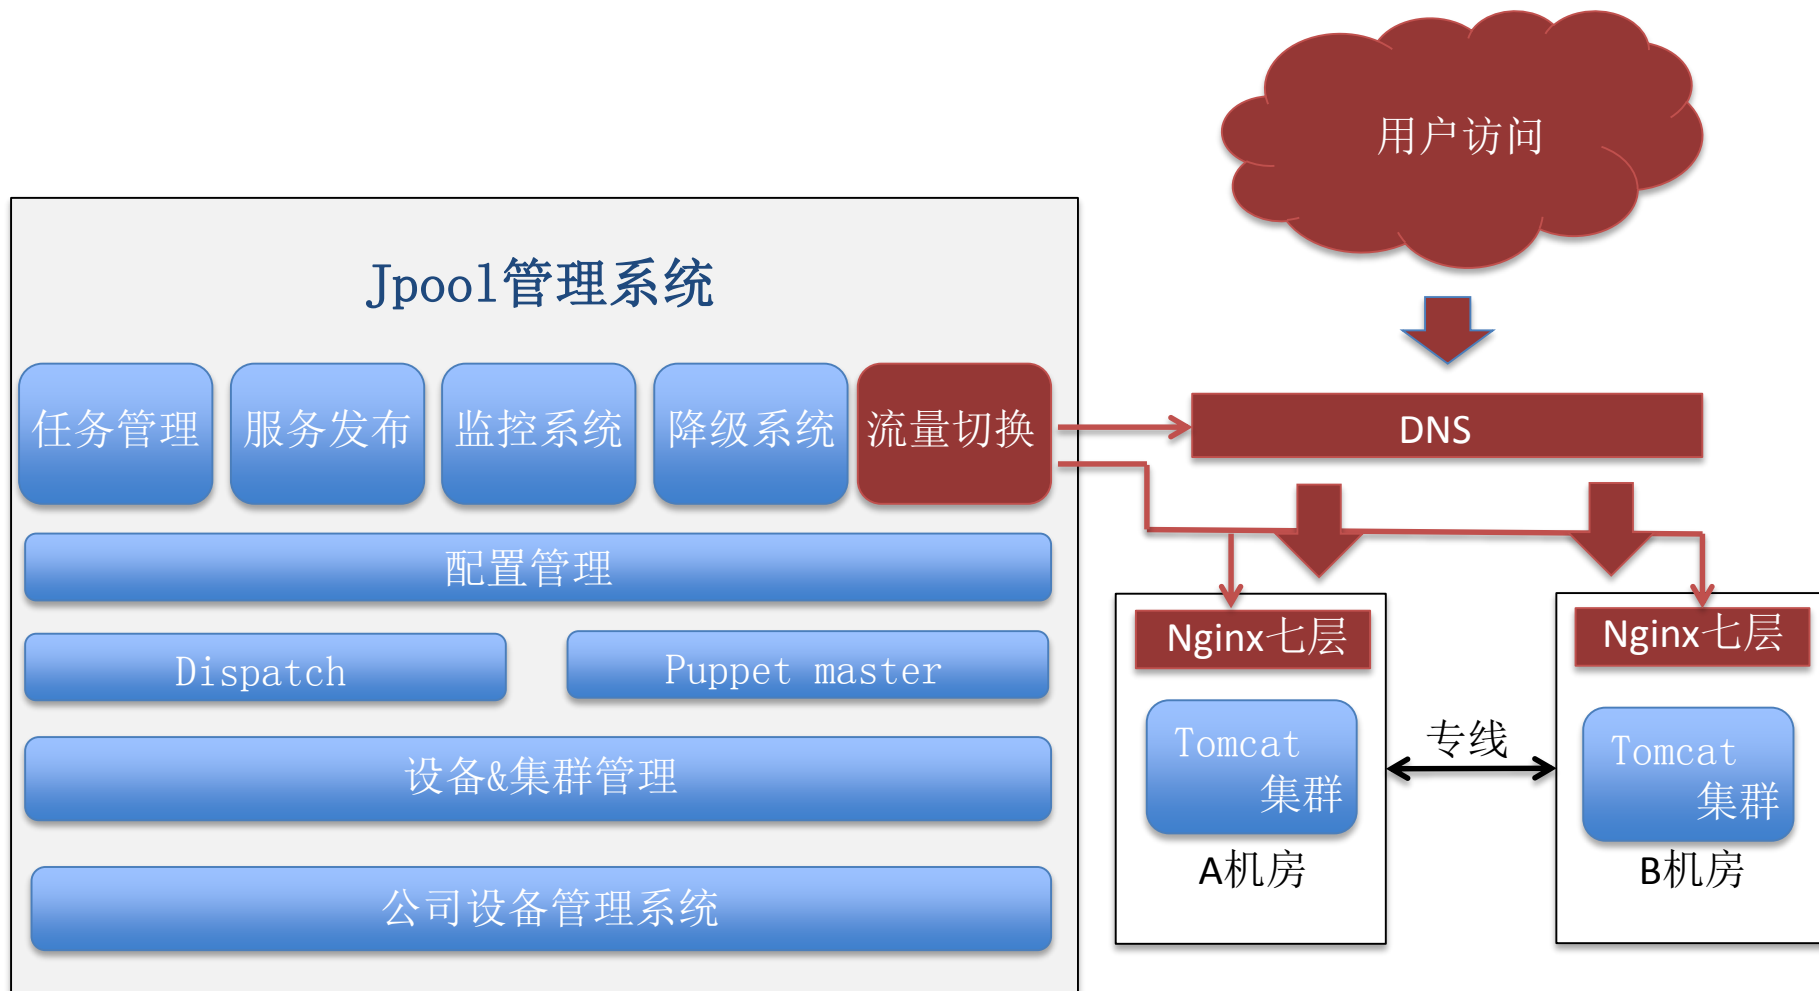 用户访问
Jpool管理系统
任务管理
服务发布
监控系统
降级系统
流量切换
DNS
配置管理
Dispatch
Puppet master
设备&集群管理
公司设备管理系统
Nginx七层
Tomcat
集群
A机房
专线
Nginx七层
Tomcat
集群
B机房